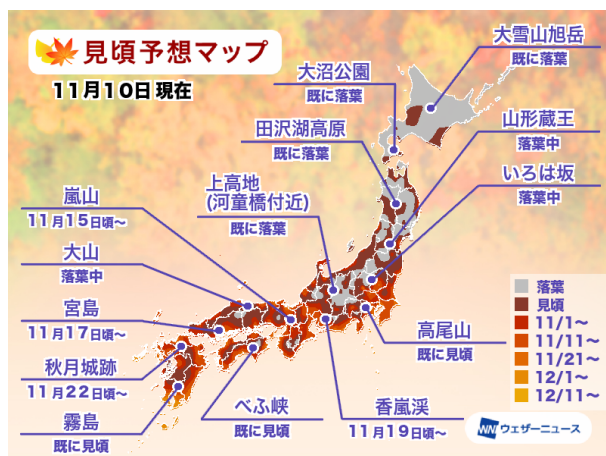 見頃予想マップ
11月10日 現在
大雪山旭岳
既に落葉
大沼公園
既に落葉
山形蔵王
落葉中
田沢湖高原
既に落葉
いろは坂
落葉中
上高地
(河童橋付近)
既に落葉
嵐山
11月15日頃~
大山
落葉中
宮島
11月17日頃~
秋月城跡
11月22日頃~
霧島
既に見頃
べふ峡
既に見頃
香嵐渓
11月19日頃~
高尾山
既に見頃
落葉
見頃
11/1~
11/11~
11/21~
12/1~
12/11~
WN ウェザーニュース